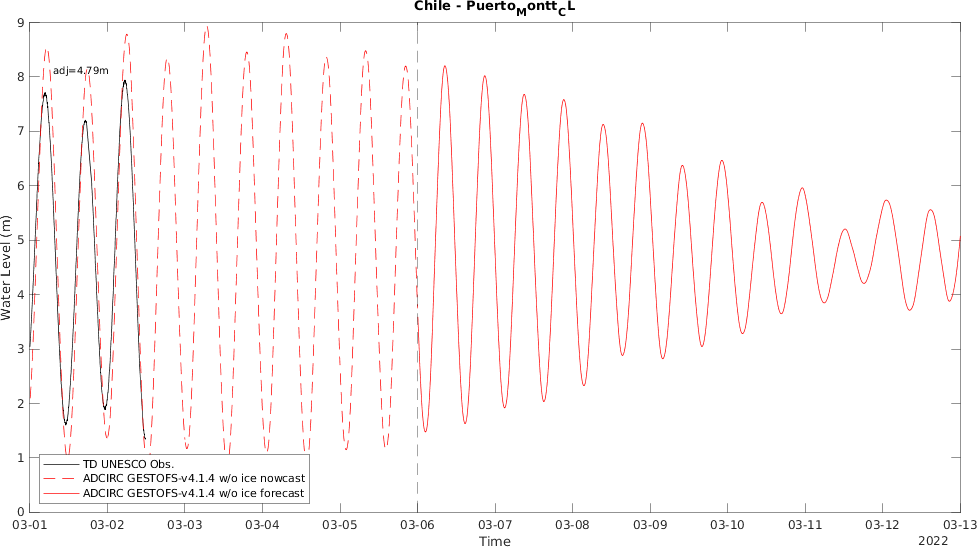 Chile - PuertoMonttCL
9
8
7
6
5
4
3
2
1
0
Water Level (m)
adj=4.79m
TD UNESCO Obs.
ADCIRC GESTOFS-v4.1.4 w/o ice nowcast
ADCIRC GESTOFS-v4.1.4 w/o ice forecast
03-01 03-02 03-03 03-04 03-05 03-06 03-07 03-08 03-09 03-10 03-11 03-12 03-13
Time
2022